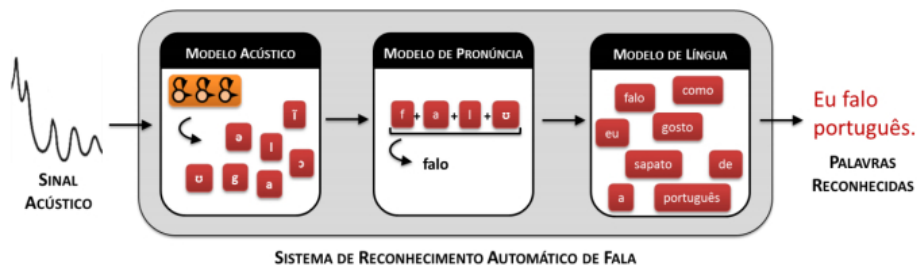 MODELO ACÚSTICO
ə
ĩ
l
ʊ
g
a
ɔ
MODELO DE PRONÚNCIA
f + a + l + ʊ
falo
MODELO DE LÍNGUA
falo
como
eu
gosto
sapato
de
a
português
SINAL
ACÚSTICO
Eu falo
português.
PALAVRAS
RECONHECIDAS
SISTEMA DE RECONHECIMENTO AUTOMÁTICO DE FALA